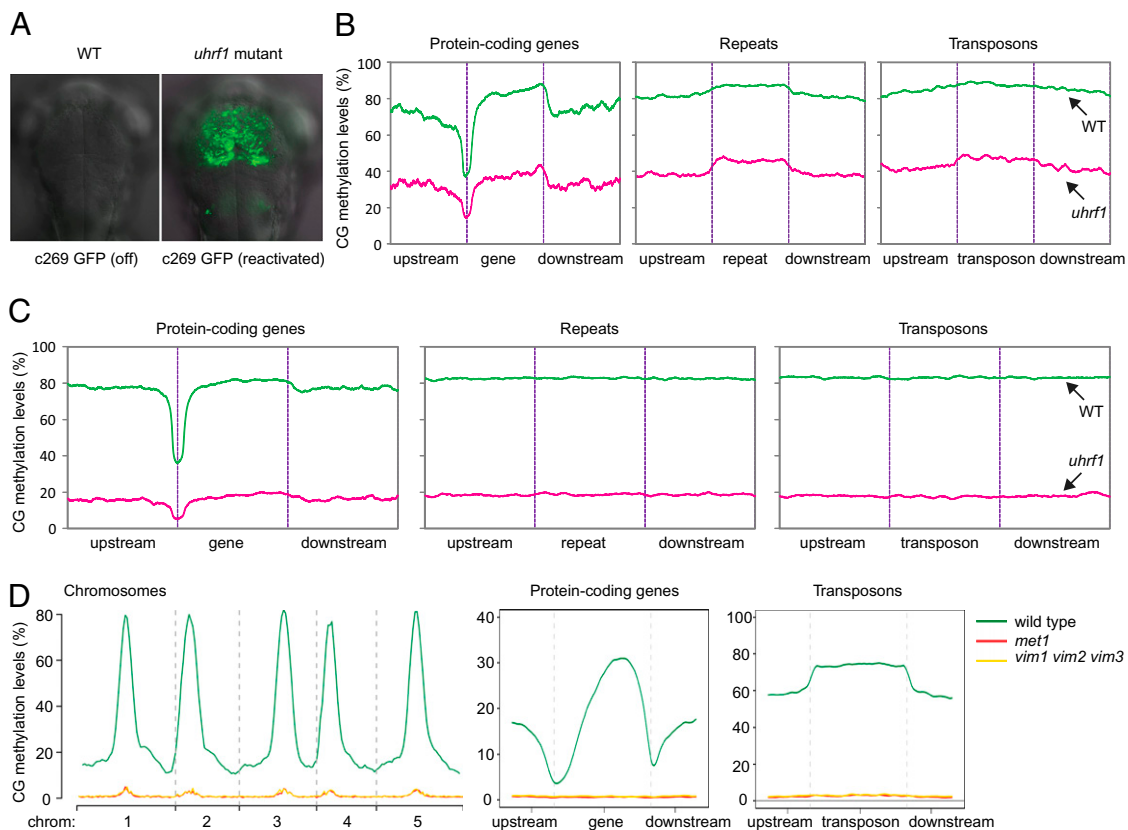 A
WT
uhrf1 mutant
c269 GFP (off)
c269 GFP (reactivated)
B
Protein-coding genes
Repeats
Transposons
CG methylation levels (%)
100
80
60
40
20
0
WT
uhrf1
upstream gene downstream
upstream repeat downstream
upstream transposon downstream
C
Protein-coding genes
Repeats
Transposons
CG methylation levels (%)
100
80
60
40
20
0
WT
uhrf1
upstream gene downstream
upstream repeat downstream
upstream transposon downstream
D
Chromosomes
CG methylation levels (%)
80
60
40
20
0
chrom: 1 2 3 4 5
Protein-coding genes
40
30
20
10
0
upstream gene downstream
Transposons
100
80
60
40
20
0
upstream transposon downstream
wild type
met1
vim1 vim2 vim3